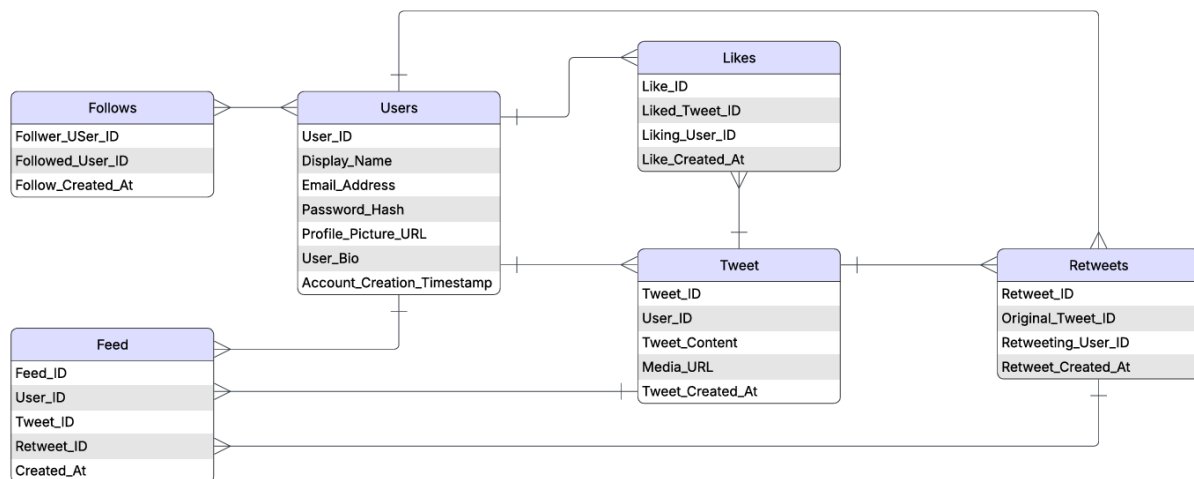 Follows
Follwer_USer_ID
Followed_User_ID
Follow_Created_At
Users
User_ID
Display_Name
Email_Address
Password_Hash
Profile_Picture_URL
User_Bio
Account_Creation_Timestamp
Likes
Like_ID
Liked_Tweet_ID
Liking_User_ID
Like_Created_At
Tweet
Tweet_ID
User_ID
Tweet_Content
Media_URL
Tweet_Created_At
Retweets
Retweet_ID
Original_Tweet_ID
Retweeting_User_ID
Retweet_Created_At
Feed
Feed_ID
User_ID
Tweet_ID
Retweet_ID
Created_At